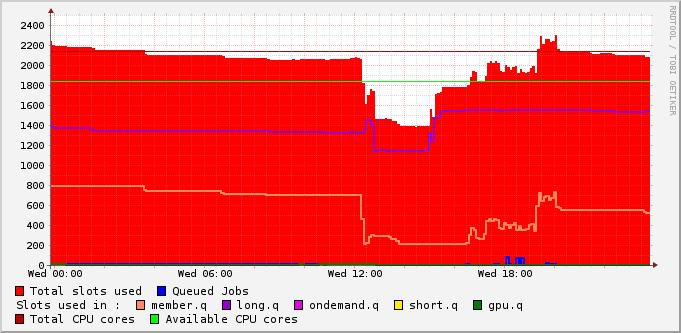 2400
2200
2000
1800
1600
1400
1200
1000
800
600
400
200
0
Wed 00:00 Wed 06:00 Wed 12:00 Wed 18:00
Total slots used Queued Jobs
Slots used in : member.q long.q ondemand.q short.q gpu.q
Total CPU cores Available CPU cores
RRDTOOL / TOBI OETIKER